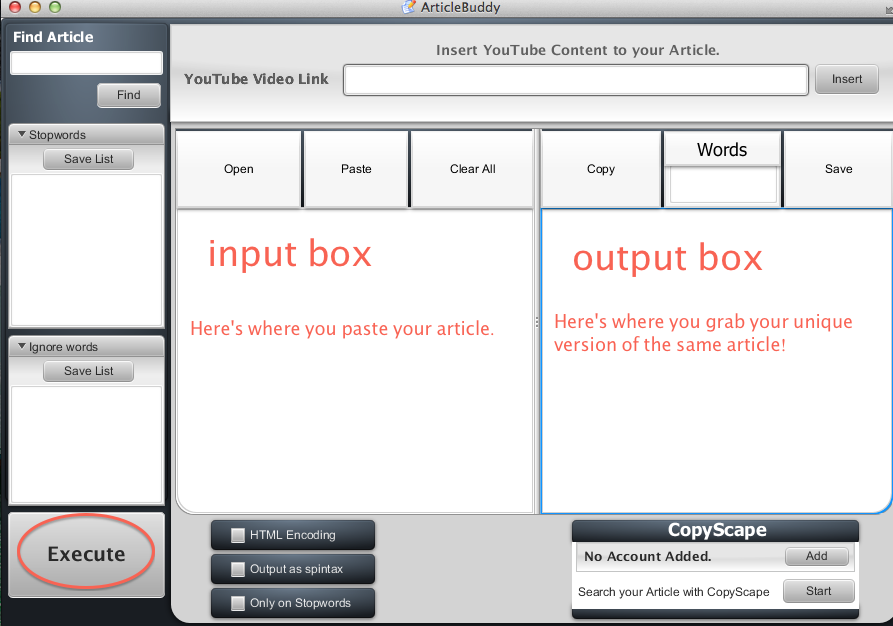 ArticleBuddy
Find Article
Find
Stopwords
Save List
Ignore words
Save List
Execute
Insert YouTube Content to your Article.
YouTube Video Link
Insert
Open
Paste
Clear All
Copy
Words
Save
input box
Here's where you paste your article.
output box
Here's where you grab your unique
version of the same article!
HTML Encoding
Output as spintax
Only on Stopwords
CopyScape
No Account Added.
Add
Search your Article with CopyScape
Start